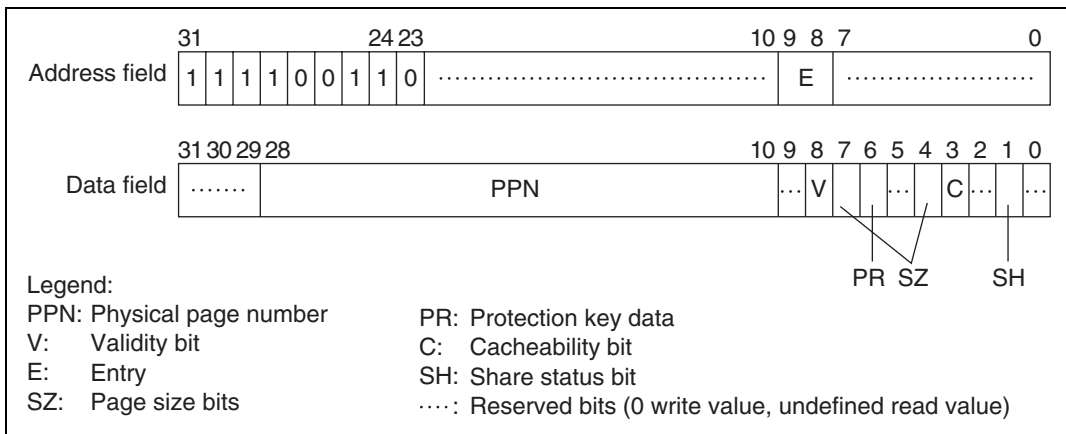 31 24 23 10 9 8 7 0
Address field 1 1 1 1 0 0 1 1 0 ............ E ............
31 30 29 28 10 9 8 7 6 5 4 3 2 1 0
Data field ....... PPN ... V ... C ... ...
PR SZ SH
Legend:
PPN: Physical page number PR: Protection key data
V: Validity bit C: Cacheability bit
E: Entry SH: Share status bit
SZ: Page size bits ····: Reserved bits (0 write value, undefined read value)